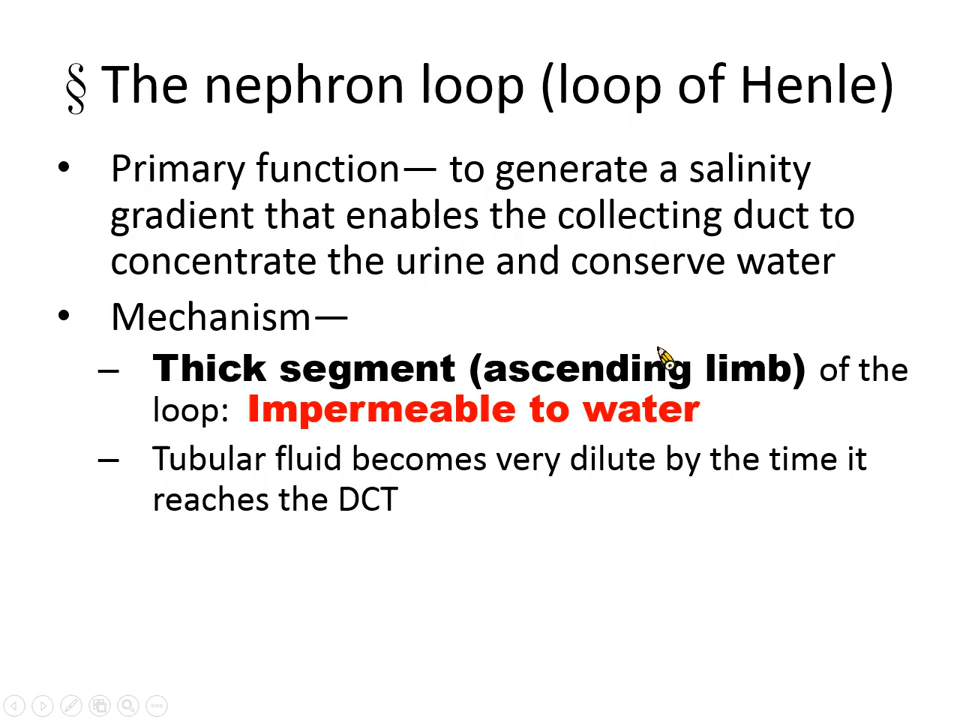 § The nephron loop (loop of Henle)
• Primary function— to generate a salinity
gradient that enables the collecting duct to
concentrate the urine and conserve water
• Mechanism—
– Thick segment (ascending limb) of the
loop: Impermeable to water
– Tubular fluid becomes very dilute by the time it
reaches the DCT